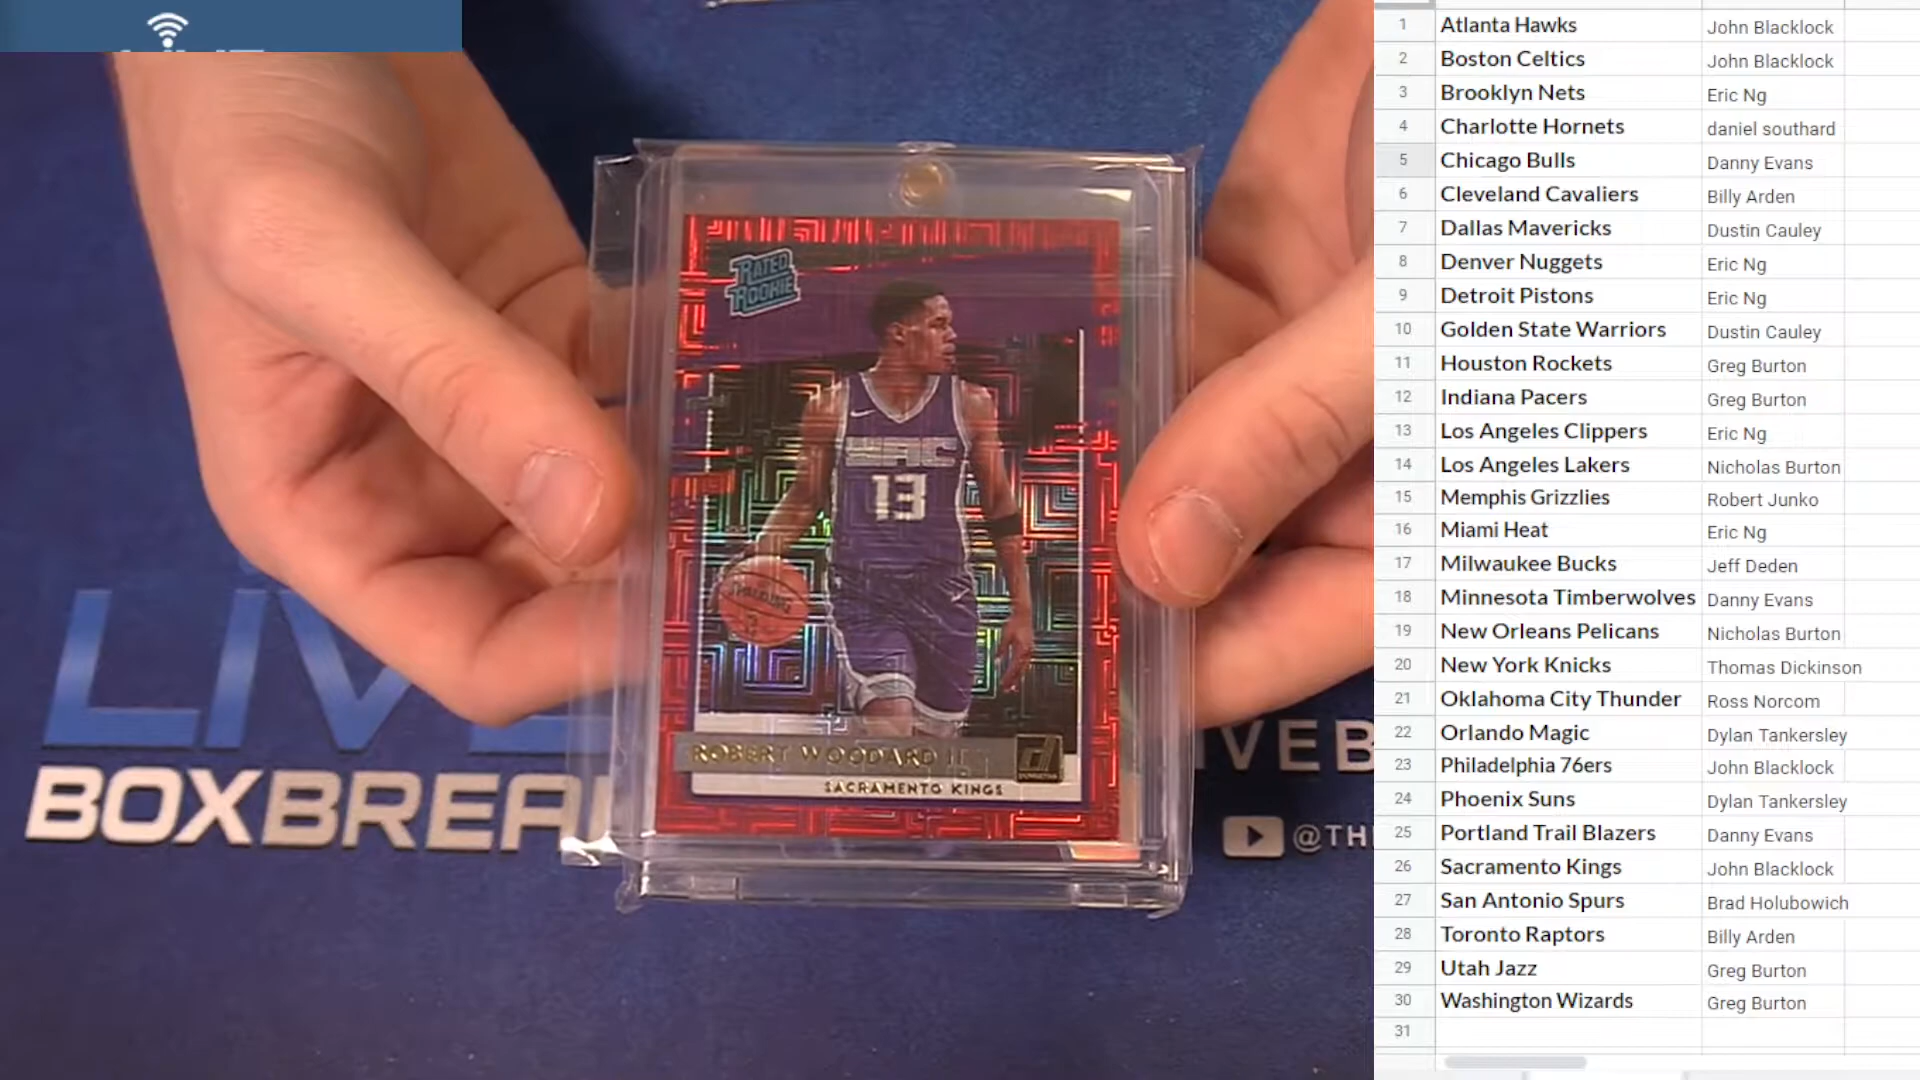 RATED
ROOKIE
SAC
13
SPALDING
ROBERT WOODARD II
DONRUSS
SACRAMENTO KINGS
LIVE
BOXBREA
IVEB
@TH
1 Atlanta Hawks John Blacklock
2 Boston Celtics John Blacklock
3 Brooklyn Nets Eric Ng
4 Charlotte Hornets daniel southard
5 Chicago Bulls Danny Evans
6 Cleveland Cavaliers Billy Arden
7 Dallas Mavericks Dustin Cauley
8 Denver Nuggets Eric Ng
9 Detroit Pistons Eric Ng
10 Golden State Warriors Dustin Cauley
11 Houston Rockets Greg Burton
12 Indiana Pacers Greg Burton
13 Los Angeles Clippers Eric Ng
14 Los Angeles Lakers Nicholas Burton
15 Memphis Grizzlies Robert Junko
16 Miami Heat Eric Ng
17 Milwaukee Bucks Jeff Deden
18 Minnesota Timberwolves Danny Evans
19 New Orleans Pelicans Nicholas Burton
20 New York Knicks Thomas Dickinson
21 Oklahoma City Thunder Ross Norcom
22 Orlando Magic Dylan Tankersley
23 Philadelphia 76ers John Blacklock
24 Phoenix Suns Dylan Tankersley
25 Portland Trail Blazers Danny Evans
26 Sacramento Kings John Blacklock
27 San Antonio Spurs Brad Holubowich
28 Toronto Raptors Billy Arden
29 Utah Jazz Greg Burton
30 Washington Wizards Greg Burton
31